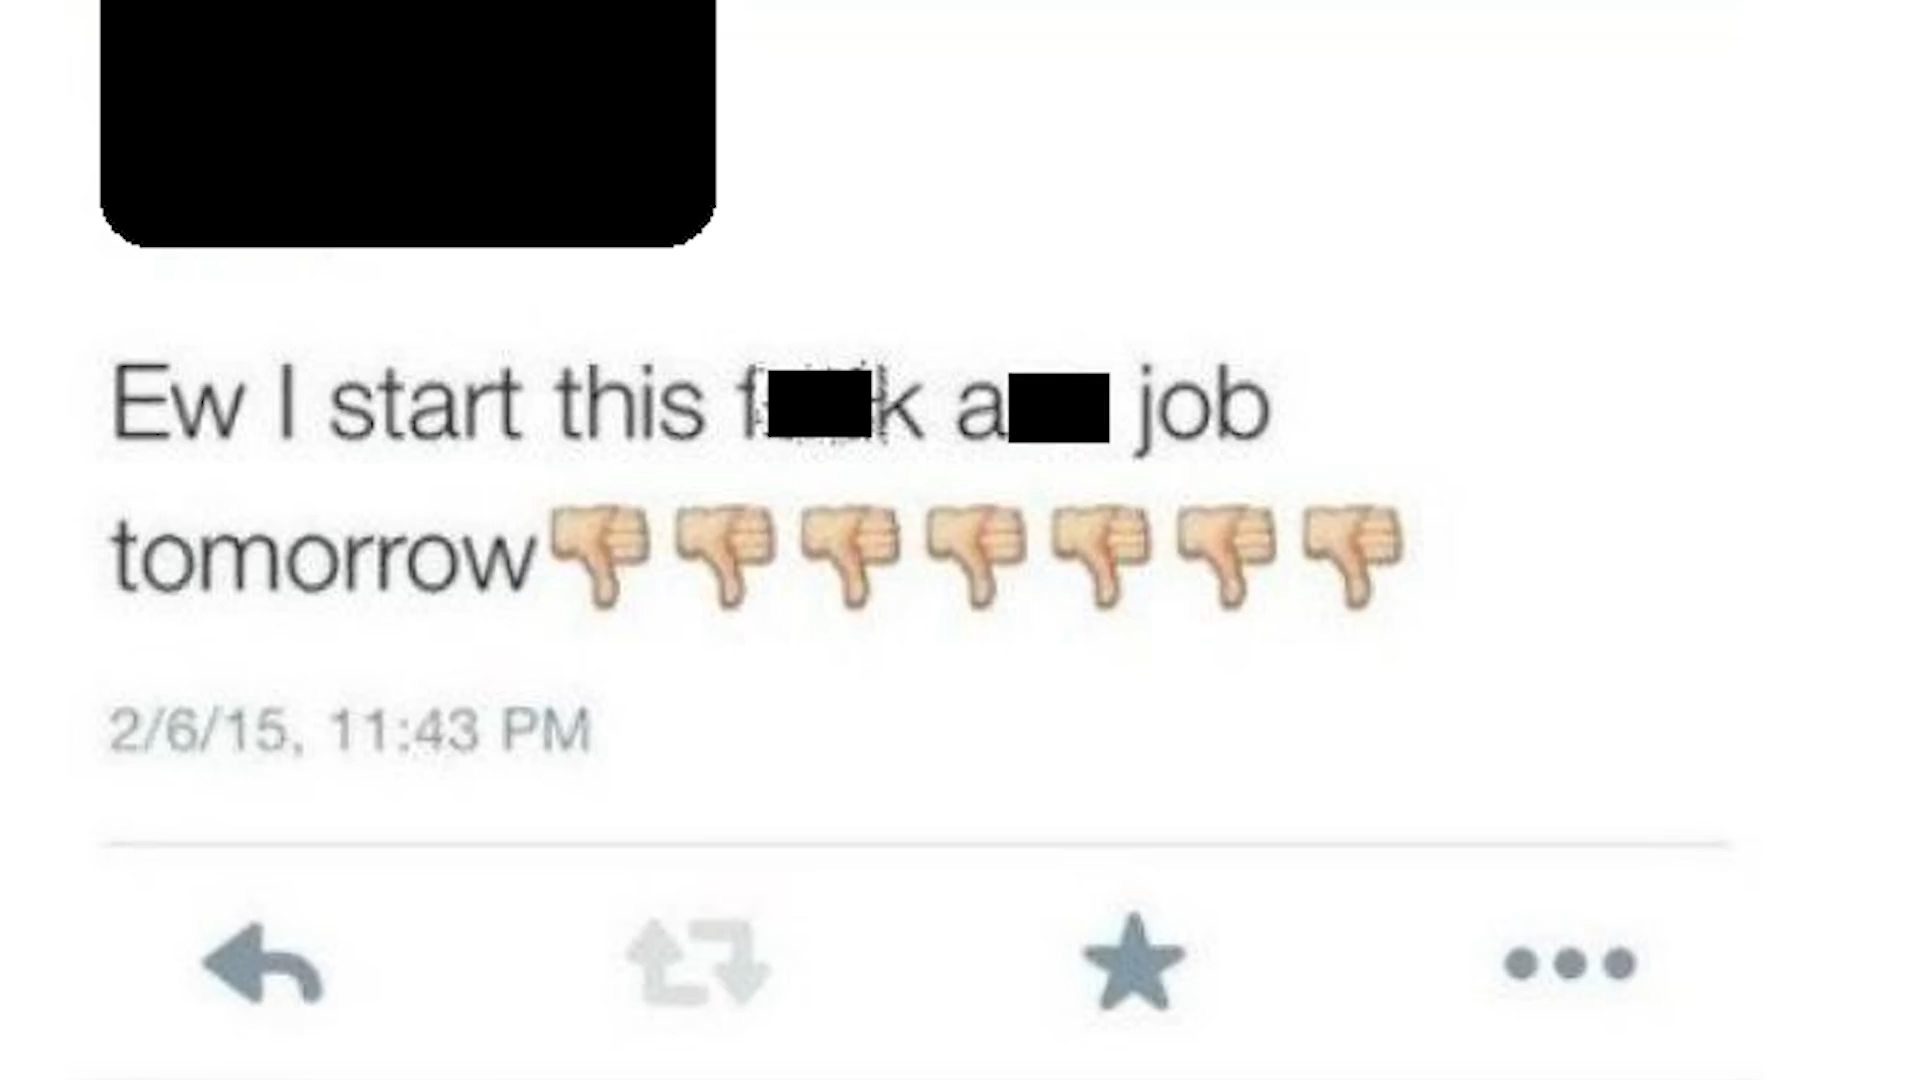 Ew I start this f██k a██ job
tomorrow👎👎👎👎👎👎👎
2/6/15, 11:43 PM